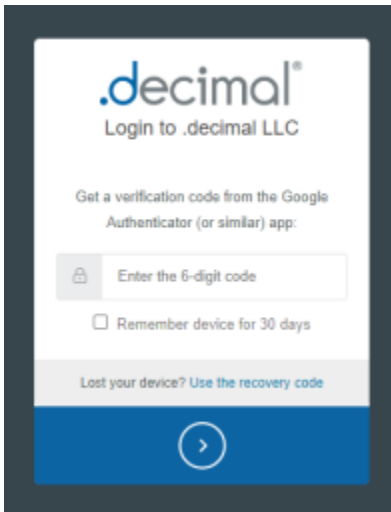 .decimal®
Login to .decimal LLC
Get a verification code from the Google
Authenticator (or similar) app:
Enter the 6-digit code
Remember device for 30 days
Lost your device? Use the recovery code